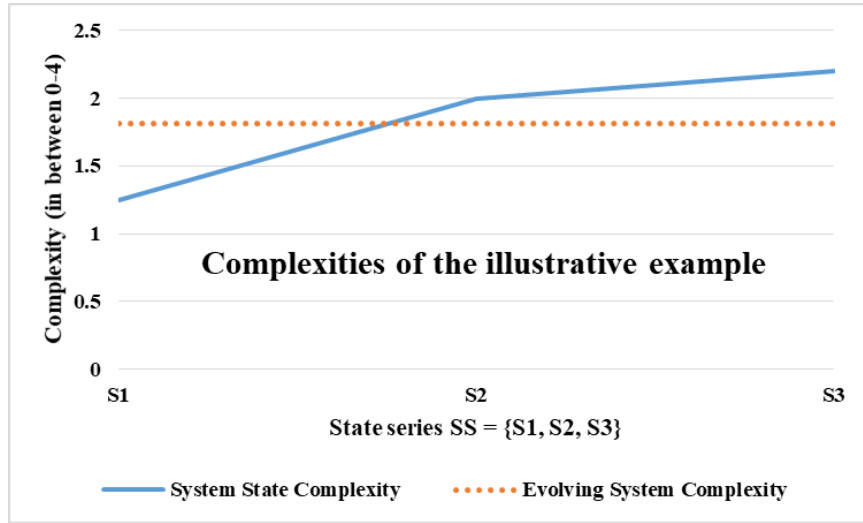 2.5
2
1.5
1
0.5
0
Complexity (in between 0-4)
Complexities of the illustrative example
S1 S2 S3
State series SS = {S1, S2, S3}
System State Complexity Evolving System Complexity